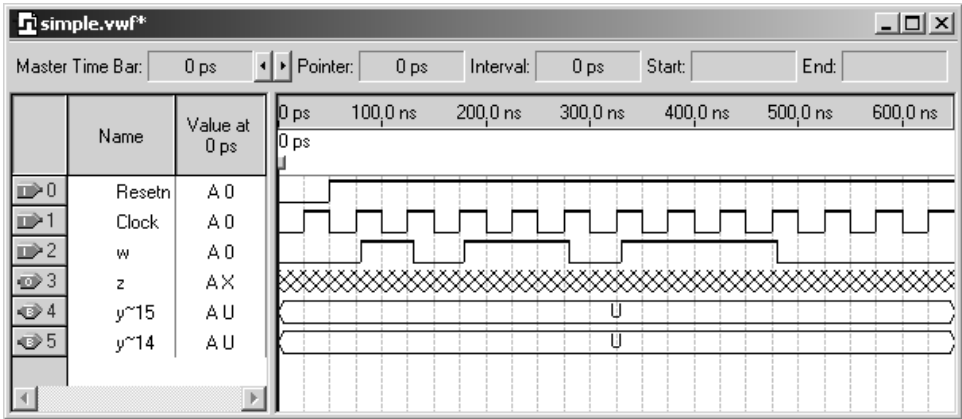 simple.vwf*
Master Time Bar: 0 ps Pointer: 0 ps Interval: 0 ps Start: End:
Name Value at 0 ps
0 ps 100.0 ns 200.0 ns 300.0 ns 400.0 ns 500.0 ns 600.0 ns
0 ps
0 Resetn A 0
1 Clock A 0
2 w A 0
3 z A X
4 y~15 A U U
5 y~14 A U U